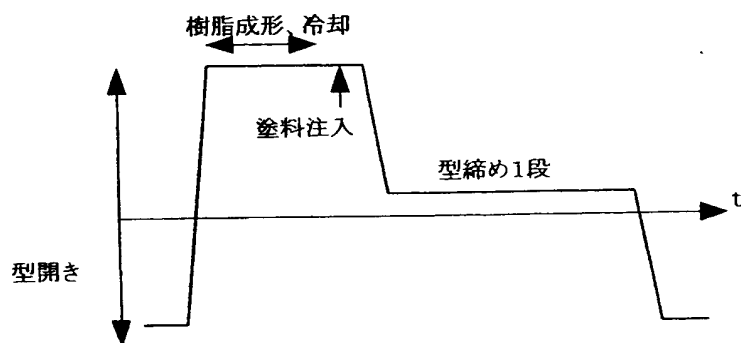 樹脂成形、冷却
塗料注入
型締め1段
t
型開き